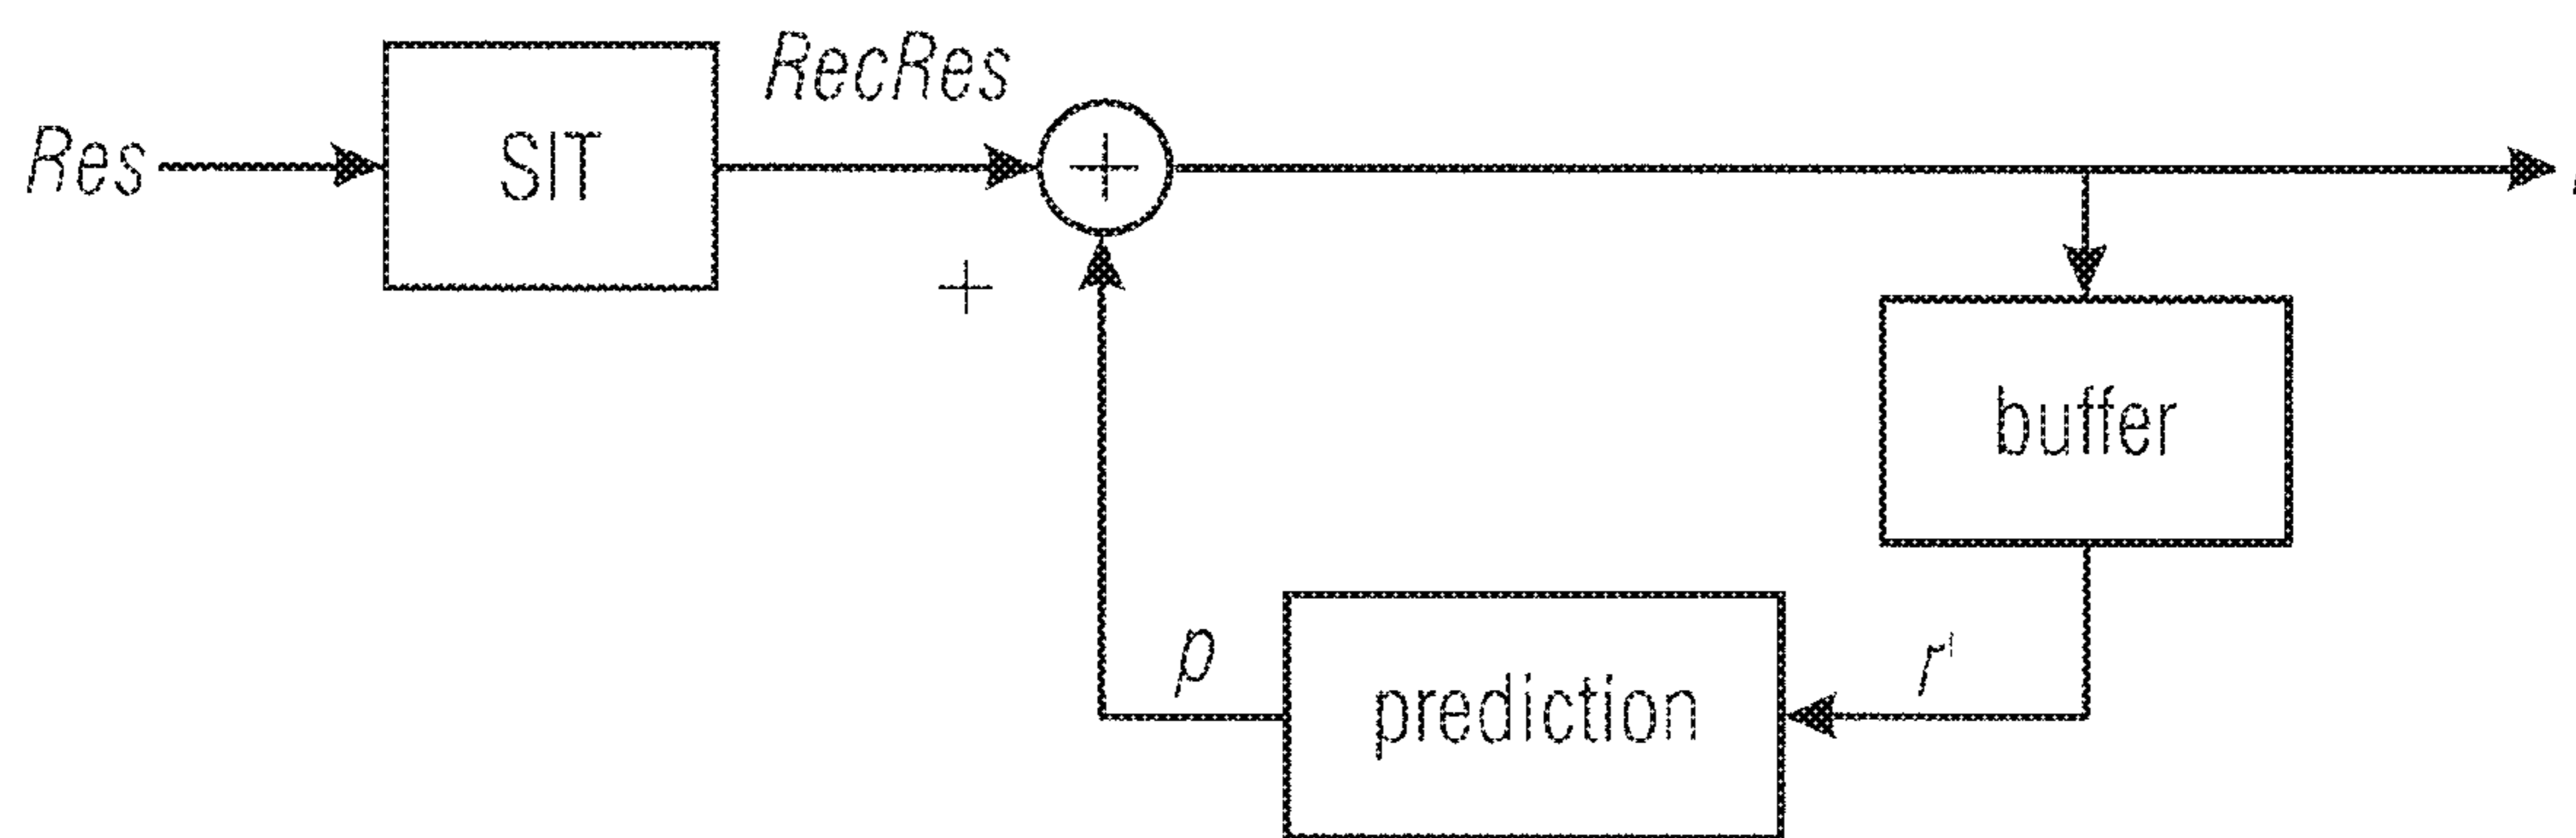 Res
SIT
RecRes
+
+
buffer
prediction
p
r'